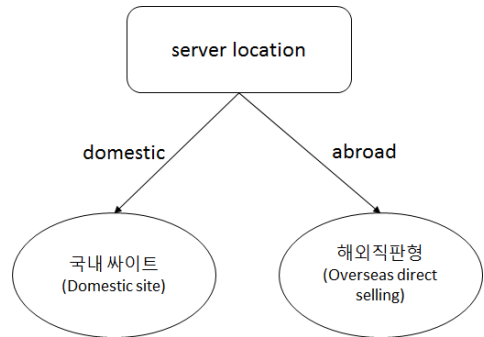 server location
domestic
abroad
국내 싸이트
(Domestic site)
해외직판형
(Overseas direct
selling)